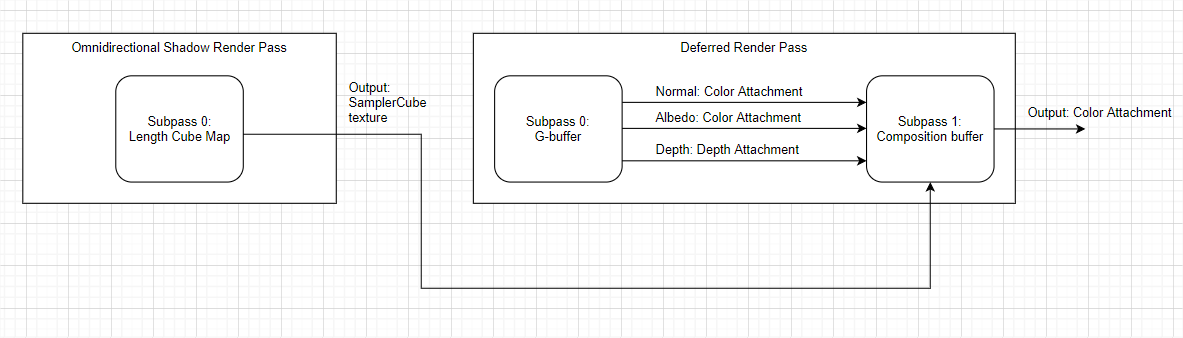 Omnidirectional Shadow Render Pass
Subpass 0:
Length Cube Map
Output:
SamplerCube
texture
Deferred Render Pass
Subpass 0:
G-buffer
Normal: Color Attachment
Albedo: Color Attachment
Depth: Depth Attachment
Subpass 1:
Composition buffer
Output: Color Attachment